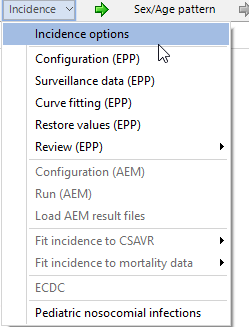 Incidence
Sex/Age pattern
Incidence options
Configuration (EPP)
Surveillance data (EPP)
Curve fitting (EPP)
Restore values (EPP)
Review (EPP)
Configuration (AEM)
Run (AEM)
Load AEM result files
Fit incidence to CSAVR
Fit incidence to mortality data
ECDC
Pediatric nosocomial infections